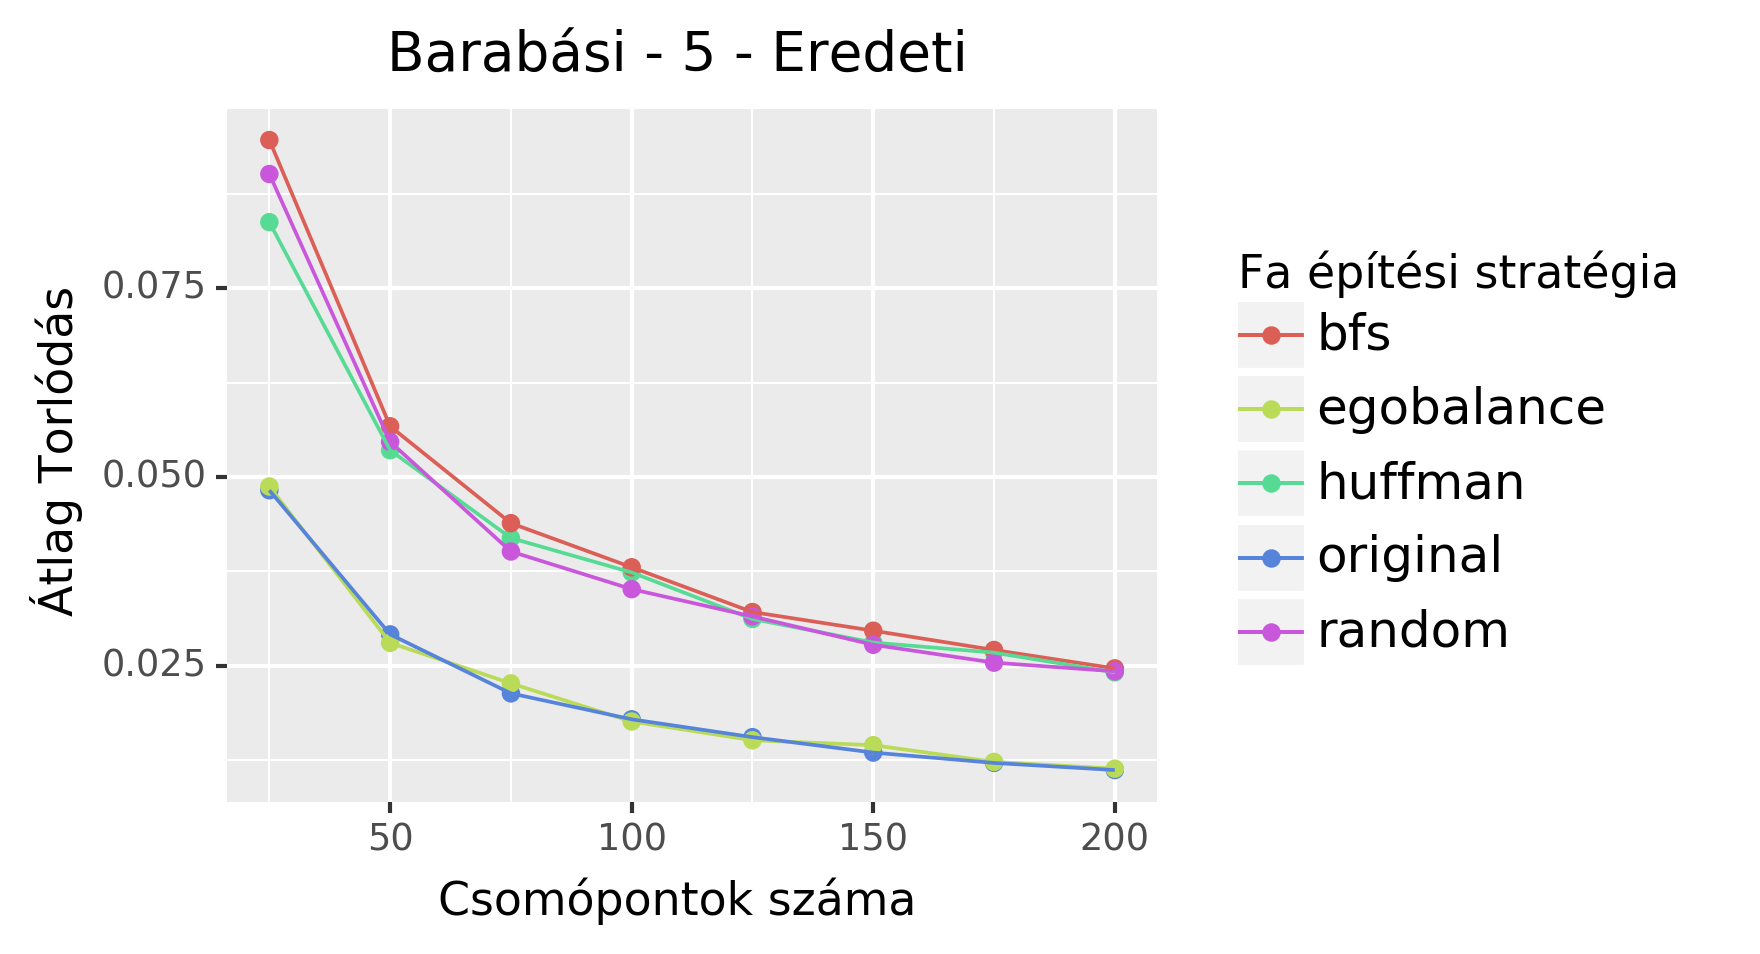 Barabási - 5 - Eredeti
Átlag Torlódás
0.075
0.050
0.025
50
100
150
200
Csomópontok száma
Fa építési stratégia
bfs
egobalance
huffman
original
random